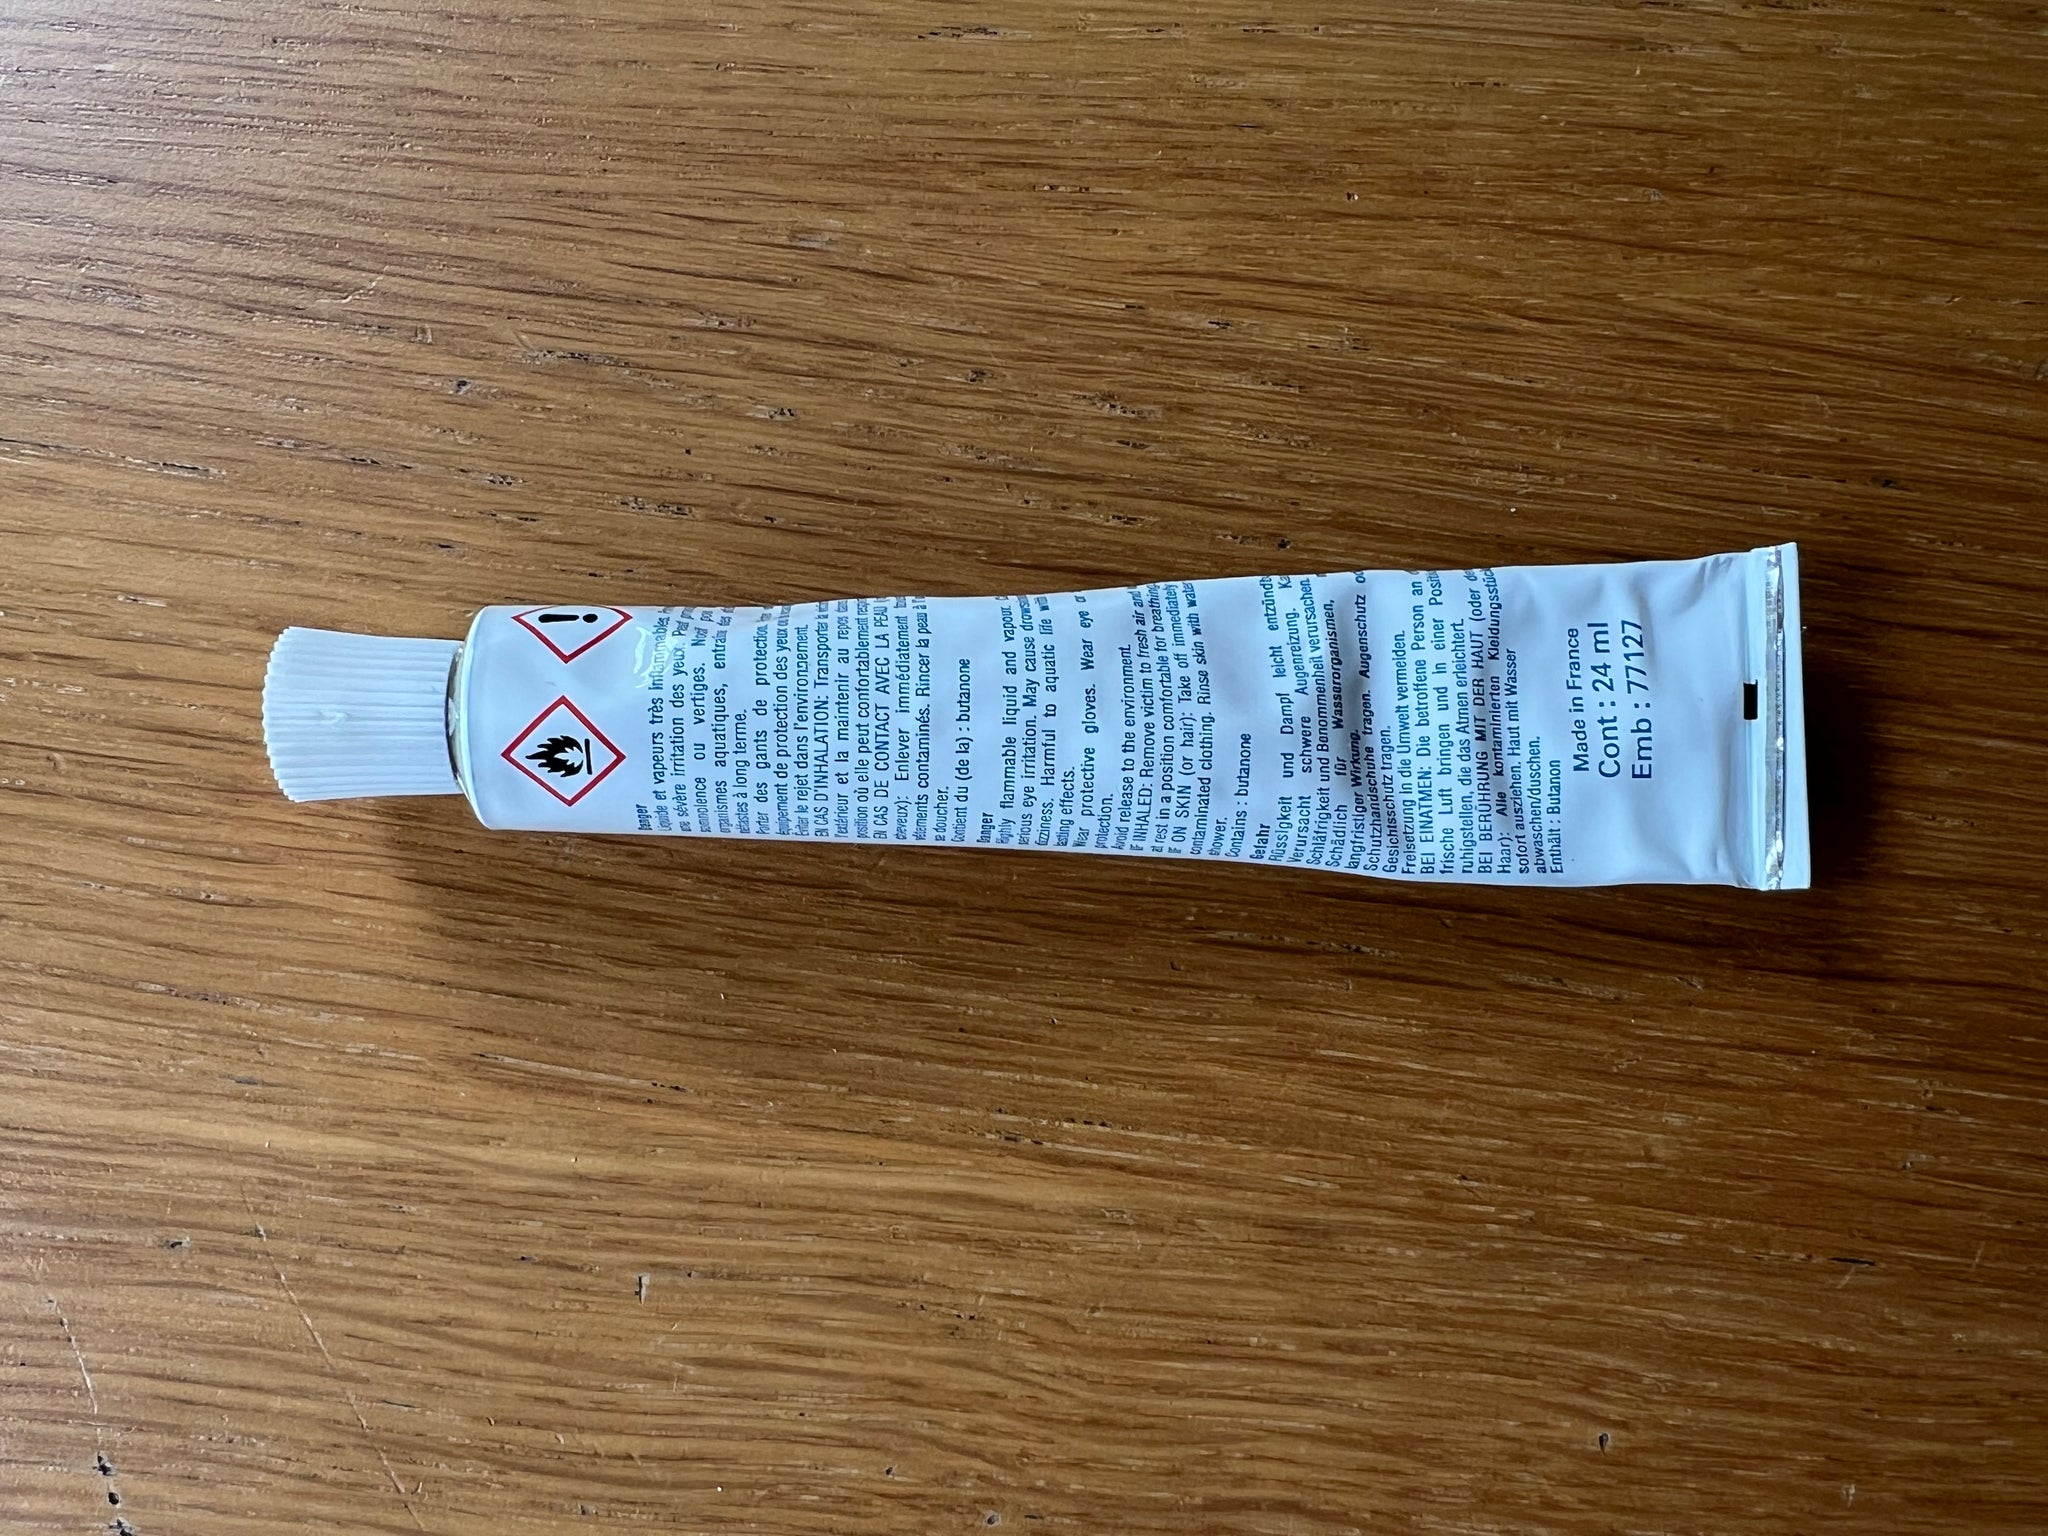 Danger
Liquide et vapeurs très inflammables.
une sévère irritation des yeux. Peut
somnolence ou vertiges. Nocif
organismes aquatiques, entraîne des
néfastes à long terme.
Porter des gants de protection
équipement de protection des yeux
Éviter le rejet dans l'environnement.
EN CAS D'INHALATION: Transporter
l'extérieur et la maintenir au repos dans
position où elle peut confortablement
EN CAS DE CONTACT AVEC LA PEAU
cheveux): Enlever immédiatement
vêtements contaminés. Rincer la peau à
se doucher.
Contient du (de la) : butanone
Danger
Highly flammable liquid and vapour.
serious eye irritation. May cause
dizziness. Harmful to aquatic life
lasting effects.
Wear protective gloves. Wear eye
protection.
Avoid release to the environment.
IF INHALED: Remove victim to fresh air and
at rest in a position comfortable for breathing.
IF ON SKIN (or hair): Take off immediately
contaminated clothing. Rinse skin with water
shower.
Contains : butanone
Gefahr
Flüssigkeit und Dampf leicht
Verursacht schwere Augenreizung.
Schläfrigkeit und Benommenheit verursachen.
Schädlich für Wasserorganismen,
langfristiger Wirkung.
Schutzhandschuhe tragen. Augenschutz
Gesichtsschutz tragen.
Freisetzung in die Umwelt vermeiden.
BEI EINATMEN: Die betroffene Person an
frische Luft bringen und in einer
ruhigstellen, die das Atmen erleichtert.
BEI BERÜHRUNG MIT DER HAUT (oder
Haar): Alle kontaminierten
sofort ausziehen. Haut mit Wasser
abwaschen/duschen.
Enthält : Butanon
Made in France
Cont : 24 ml
Emb : 77127